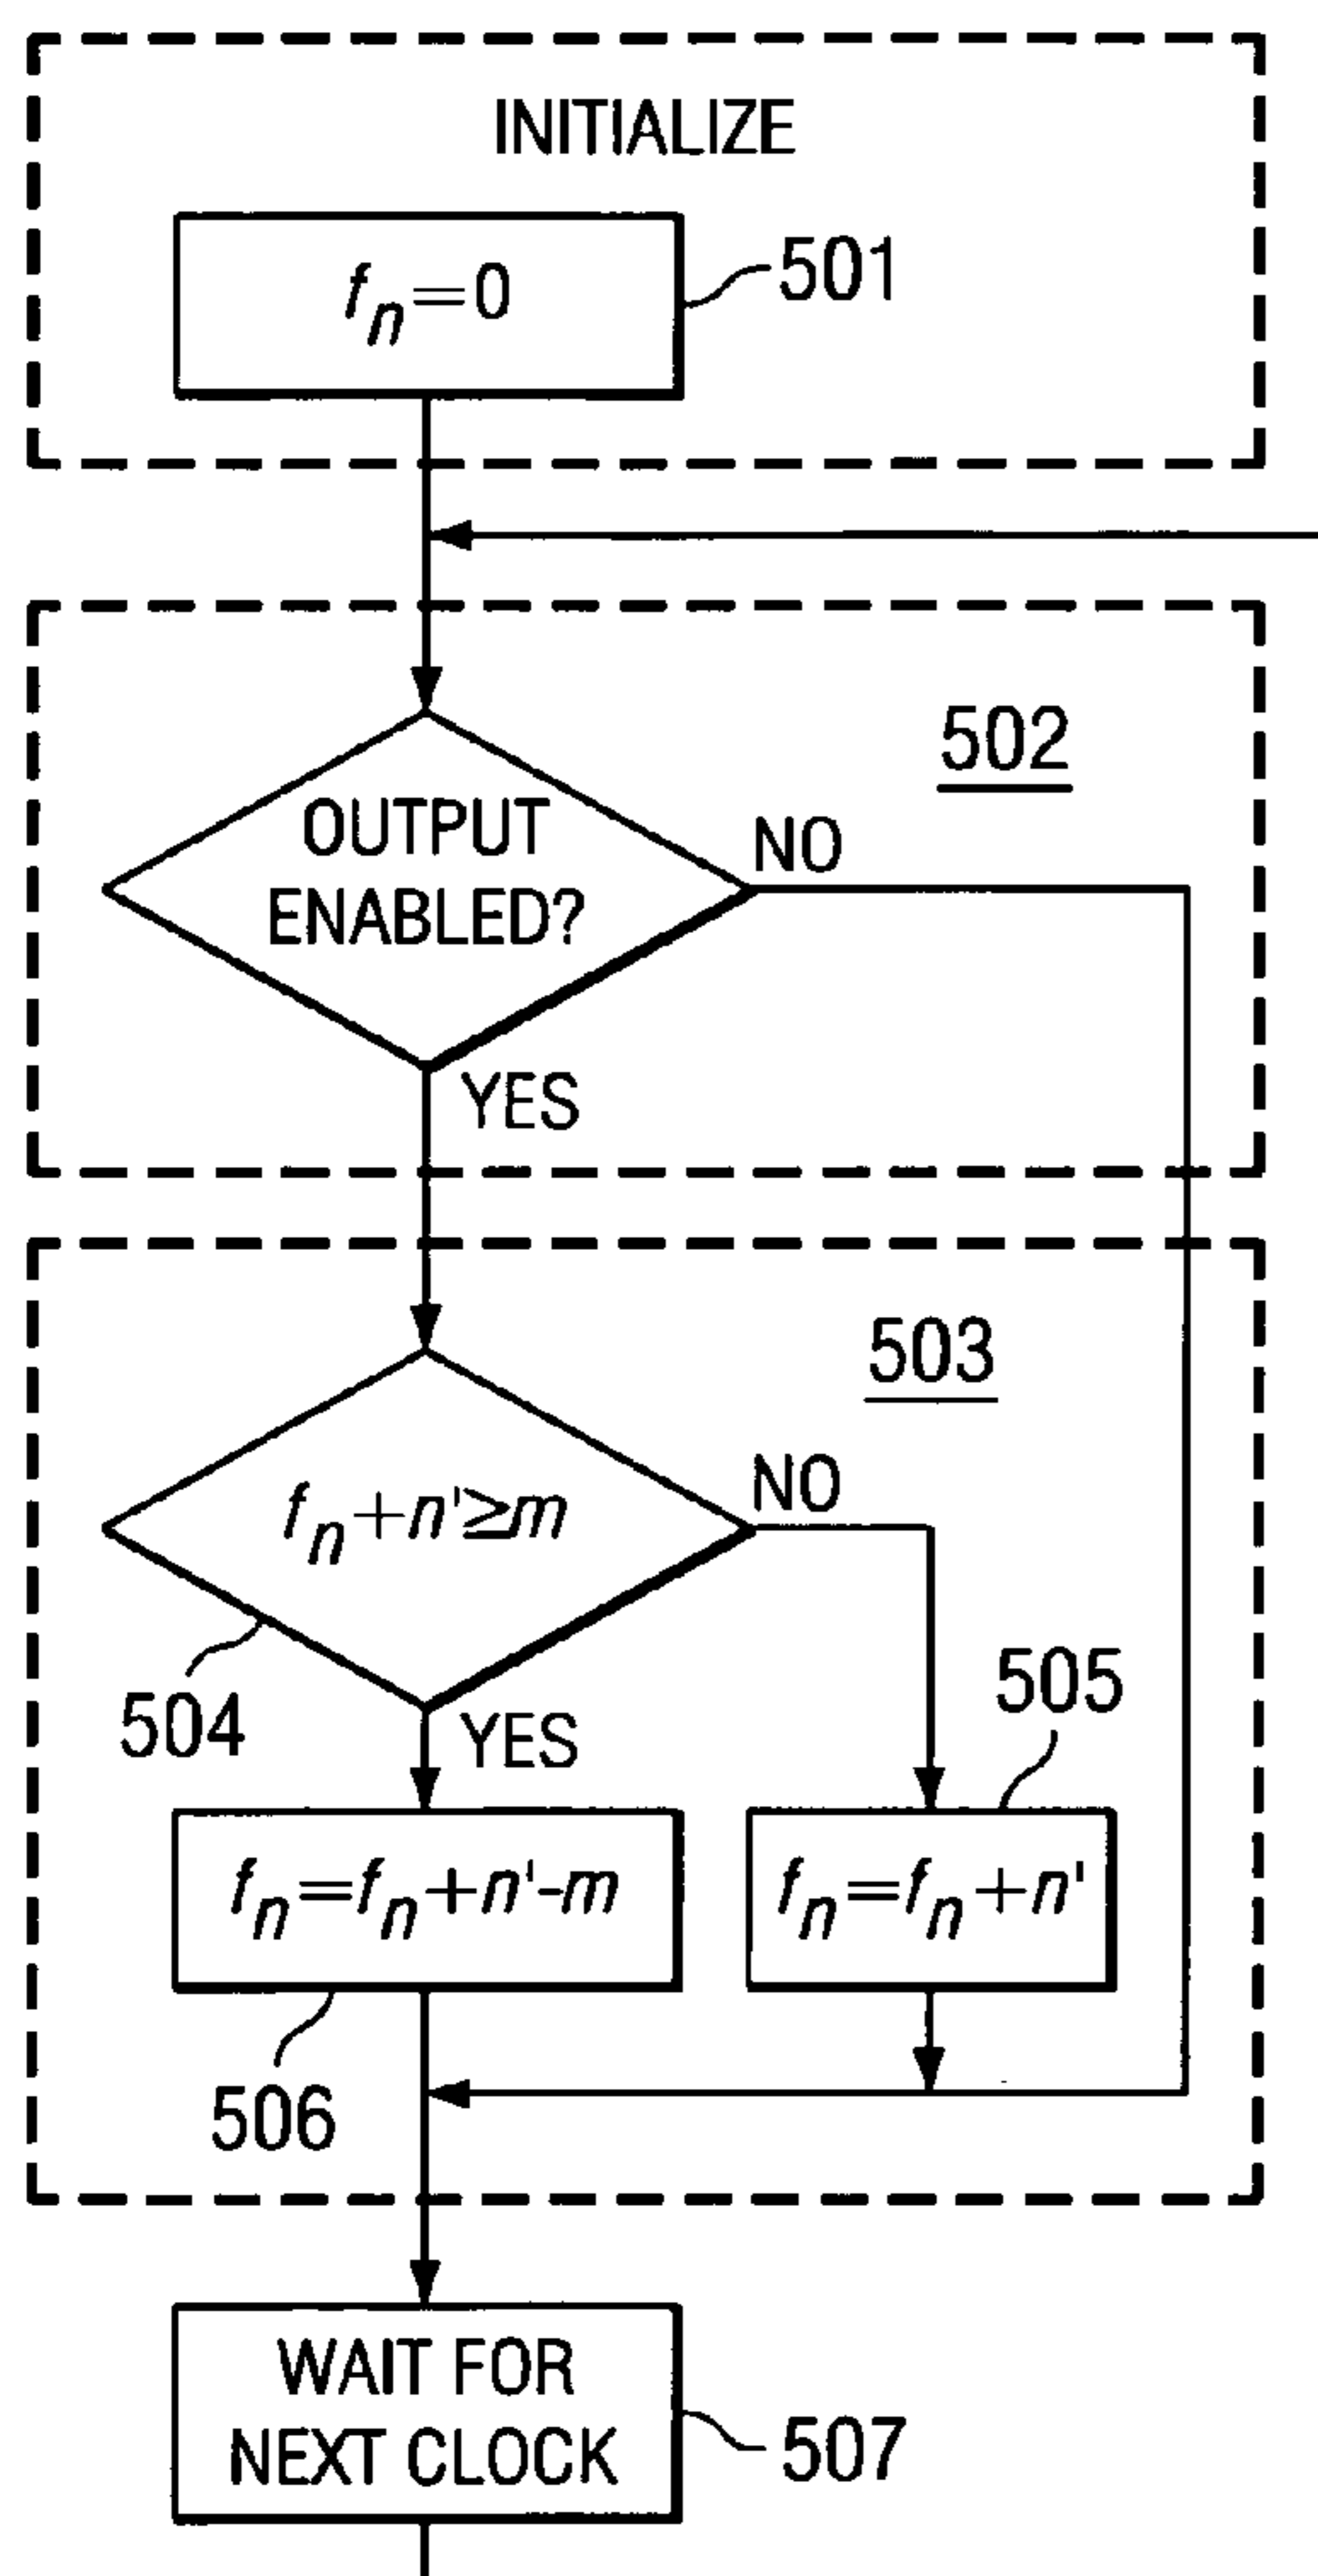 INITIALIZE
fn=0
501
502
OUTPUT
ENABLED?
NO
YES
503
fn+n'≥m
NO
504
YES
505
fn=fn+n'-m
fn=fn+n'
506
WAIT FOR
NEXT CLOCK
507